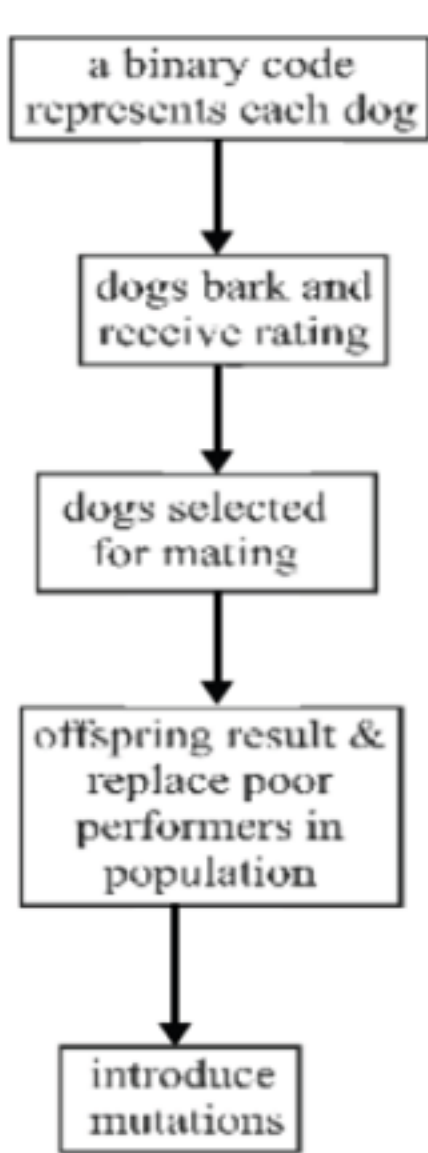 a binary code
represents each dog
dogs bark and
receive rating
dogs selected
for mating
offspring result &
replace poor
performers in
population
introduce
mutations